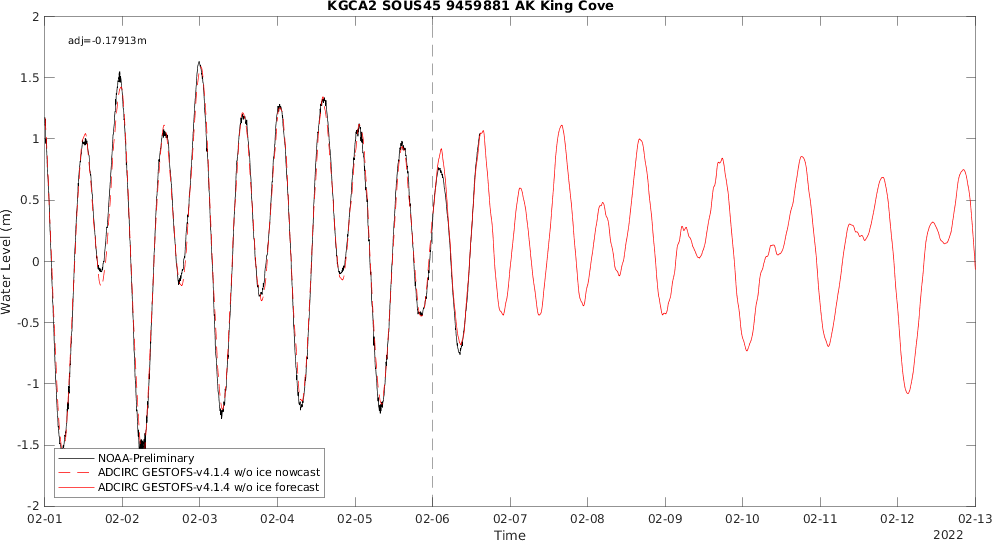 KGCA2 SOUS45 9459881 AK King Cove
adj=-0.17913m
2
1.5
1
0.5
0
-0.5
-1
-1.5
-2
Water Level (m)
NOAA-Preliminary
ADCIRC GESTOFS-v4.1.4 w/o ice nowcast
ADCIRC GESTOFS-v4.1.4 w/o ice forecast
02-01 02-02 02-03 02-04 02-05 02-06 02-07 02-08 02-09 02-10 02-11 02-12 02-13
Time
2022